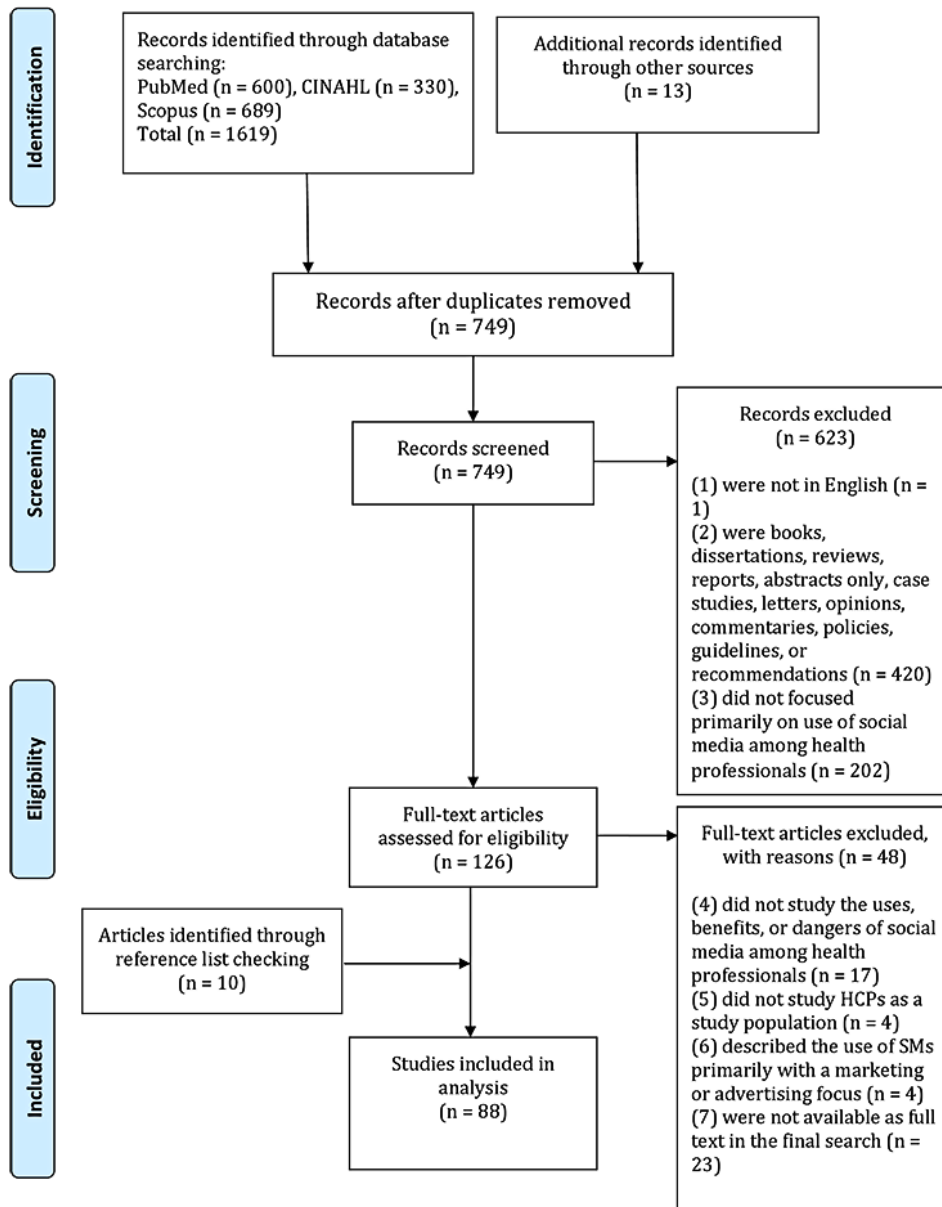 Identification
Records identified through database
searching:
PubMed (n = 600), CINAHL (n = 330),
Scopus (n = 689)
Total (n = 1619)
Additional records identified
through other sources
(n = 13)
Records after duplicates removed
(n = 749)
Screening
Records screened
(n = 749)
Records excluded
(n = 623)
(1) were not in English (n =
1)
(2) were books,
dissertations, reviews,
reports, abstracts only, case
studies, letters, opinions,
commentaries, policies,
guidelines, or
recommendations (n = 420)
(3) did not focused
primarily on use of social
media among health
professionals (n = 202)
Eligibility
Full-text articles
assessed for eligibility
(n = 126)
Full-text articles excluded,
with reasons (n = 48)
(4) did not study the uses,
benefits, or dangers of social
media among health
professionals (n = 17)
(5) did not study HCPs as a
study population (n = 4)
(6) described the use of SMs
primarily with a marketing
or advertising focus (n = 4)
(7) were not available as full
text in the final search (n =
23)
Articles identified through
reference list checking
(n = 10)
Included
Studies included in
analysis
(n = 88)